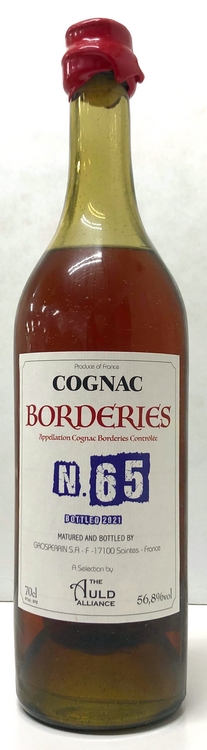 Produce of France
COGNAC
BORDERIES
Appellation Cognac Borderies Contrôlée
N.65
BOTTLED 2021
MATURED AND BOTTLED BY
GROSPERRIN S.A - F -17100 Saintes - France
A Selection by
70cl
THE
AULD
ALLIANCE
56,8%vol